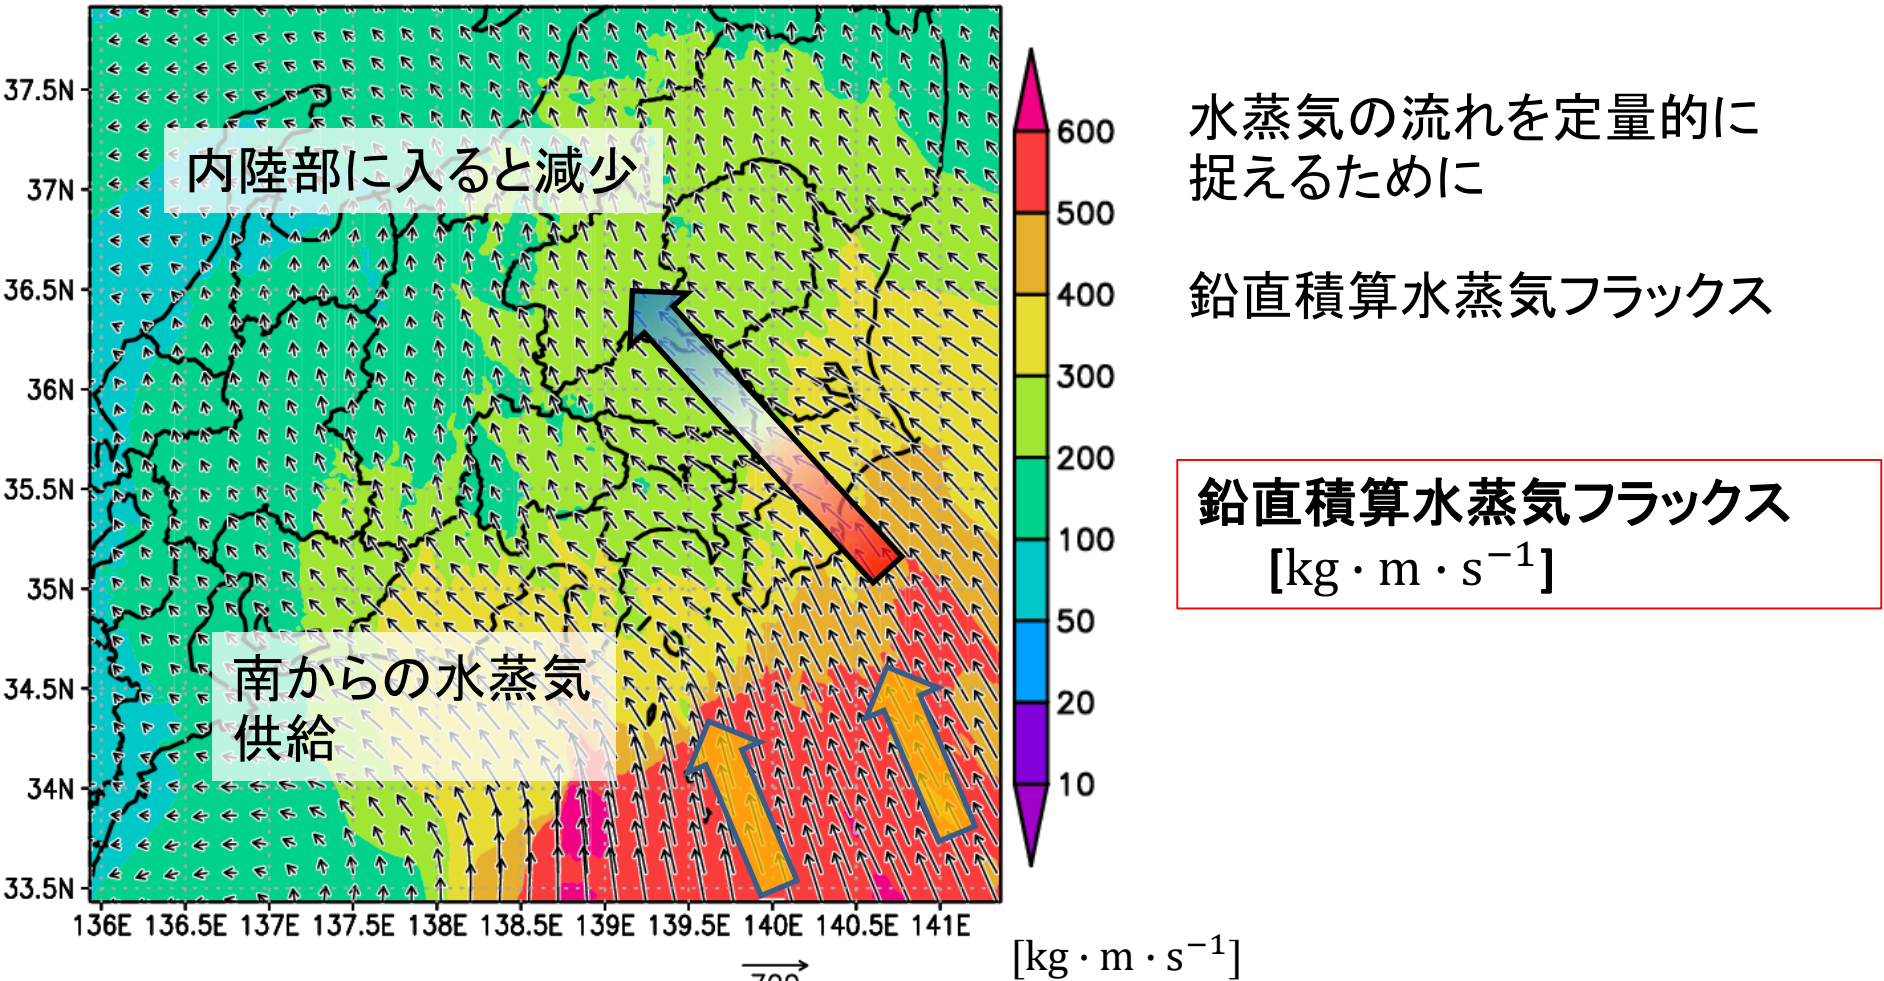 水蒸気の流れを定量的に
捉えるために
鉛直積算水蒸気フラックス
鉛直積算水蒸気フラックス
[kg · m · s⁻¹]
内陸部に入ると減少
南からの水蒸気
供給
37.5N
37N
36.5N
36N
35.5N
35N
34.5N
34N
33.5N
136E 136.5E 137E 137.5E 138E 138.5E 139E 139.5E 140E 140.5E 141E
600
500
400
300
200
100
50
20
10
[kg · m · s⁻¹]